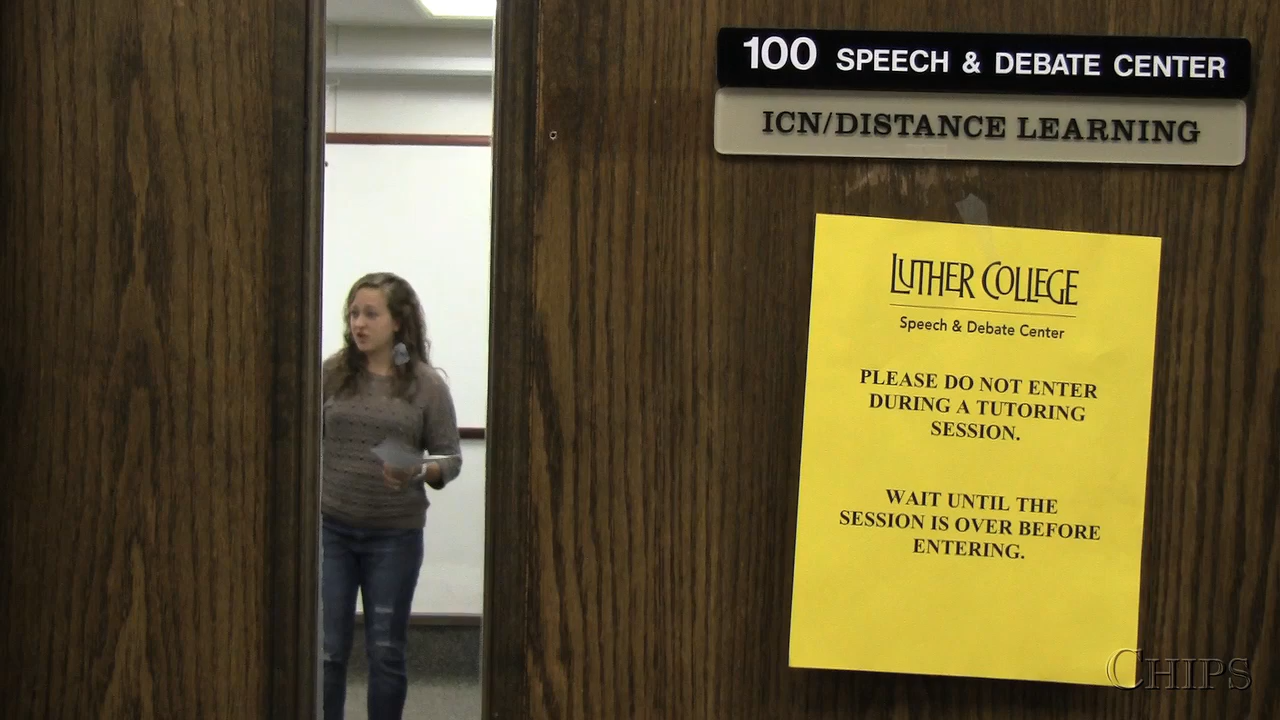 100 SPEECH & DEBATE CENTER
ICN/DISTANCE LEARNING
LUTHER COLLEGE
Speech & Debate Center
PLEASE DO NOT ENTER
DURING A TUTORING
SESSION.
WAIT UNTIL THE
SESSION IS OVER BEFORE
ENTERING.
CHIPS